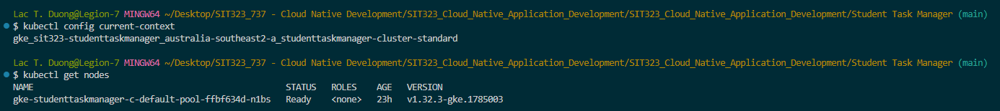 Lac T. Duong@Legion-7 MINGW64 ~/Desktop/SIT323_737 - Cloud Native Development/SIT323_Cloud_Native_Application_Development/SIT323_Cloud_Native_Application_Development/Student Task Manager (main)
$ kubectl config current-context
gke_sit323-studenttaskmanager_australia-southeast2-a_studenttaskmanager-cluster-standard
Lac T. Duong@Legion-7 MINGW64 ~/Desktop/SIT323_737 - Cloud Native Development/SIT323_Cloud_Native_Application_Development/SIT323_Cloud_Native_Application_Development/Student Task Manager (main)
$ kubectl get nodes
NAME STATUS ROLES AGE VERSION
gke-studenttaskmanager-c-default-pool-ffbf634d-n1bs Ready <none> 23h v1.32.3-gke.1785003